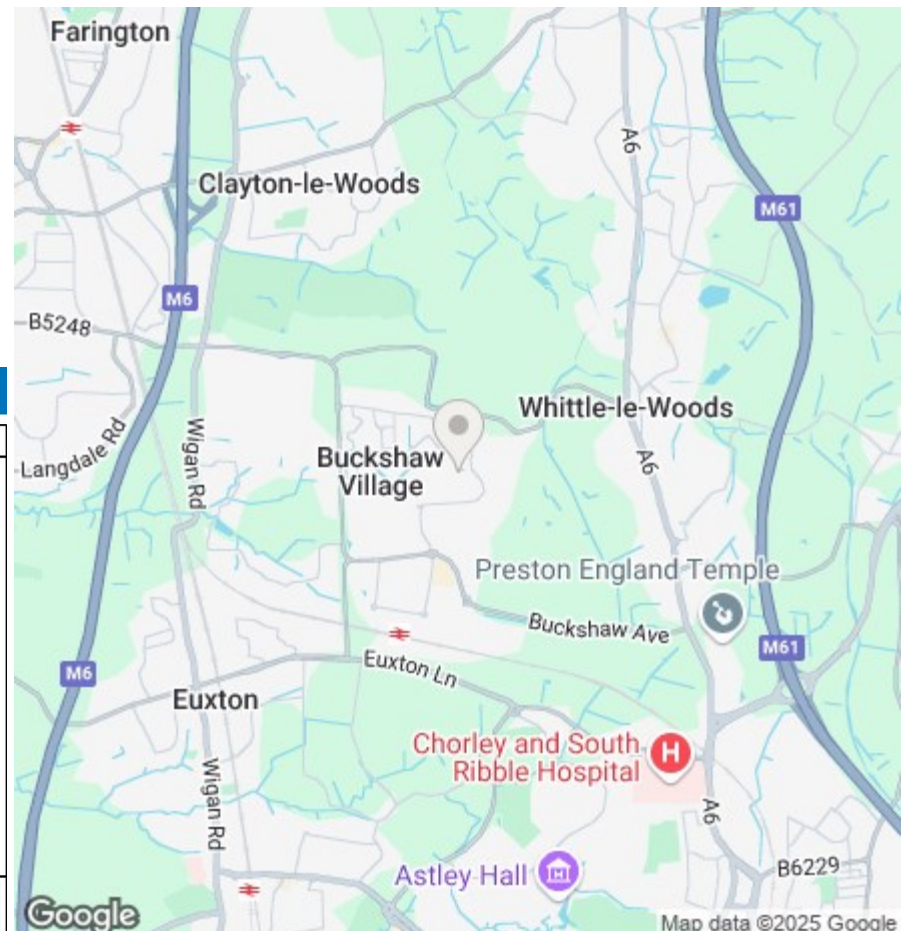 Farington
A6
Clayton-le-Woods
M61
M6
B5248
Whittle-le-Woods
Langdale Rd
Wigan Rd
Buckshaw
Village
A6
Preston England Temple
Buckshaw Ave
M61
Euxton Ln
M6
Euxton
Chorley and South
Ribble Hospital
H
Wigan Rd
A6
B6229
Astley Hall
Google
Map data ©2025 Google